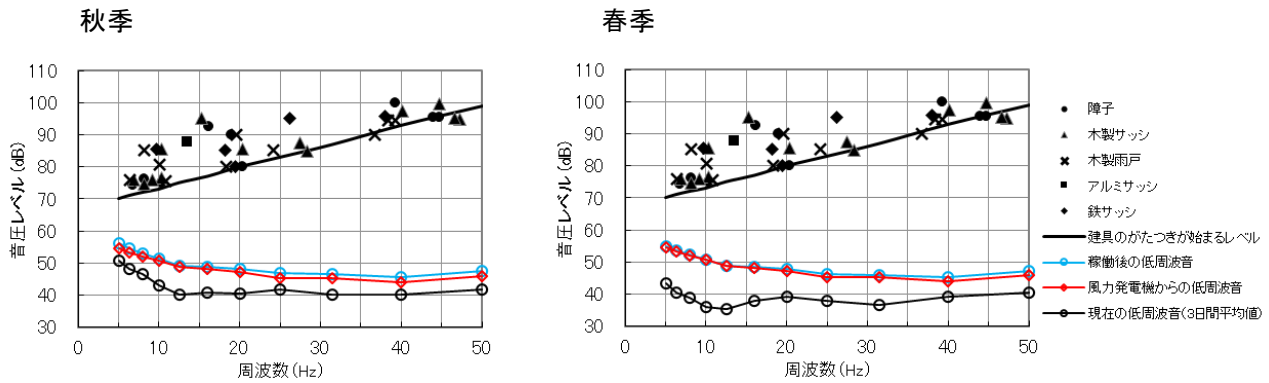 秋季
110
100
90
80
70
60
50
40
30
0 10 20 30 40 50
音圧レベル(dB)
周波数(Hz)
春季
110
100
90
80
70
60
50
40
30
0 10 20 30 40 50
音圧レベル(dB)
周波数(Hz)
障子
木製サッシ
木製雨戸
アルミサッシ
鉄サッシ
建具のがたつきが始まるレベル
稼働後の低周波音
風力発電機からの低周波音
現在の低周波音(3日間平均値)